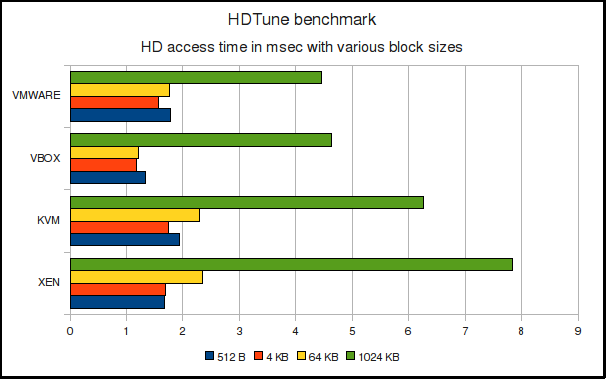 HDTune benchmark
HD access time in msec with various block sizes
VMWARE
VBOX
KVM
XEN
0 1 2 3 4 5 6 7 8 9
512 B 4 KB 64 KB 1024 KB